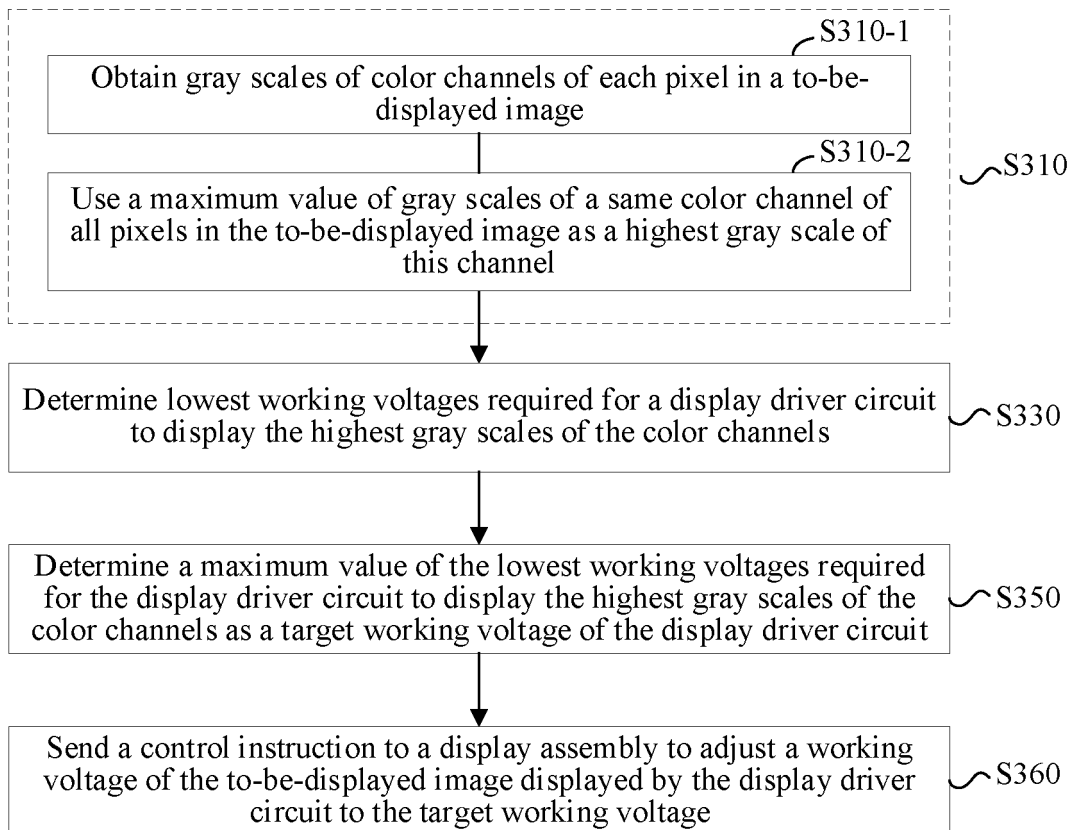 S310-1
Obtain gray scales of color channels of each pixel in a to-be-
displayed image
S310-2
Use a maximum value of gray scales of a same color channel of
all pixels in the to-be-displayed image as a highest gray scale of
this channel
S310
Determine lowest working voltages required for a display driver circuit
to display the highest gray scales of the color channels
S330
Determine a maximum value of the lowest working voltages required
for the display driver circuit to display the highest gray scales of the
color channels as a target working voltage of the display driver circuit
S350
Send a control instruction to a display assembly to adjust a working
voltage of the to-be-displayed image displayed by the display driver
circuit to the target working voltage
S360